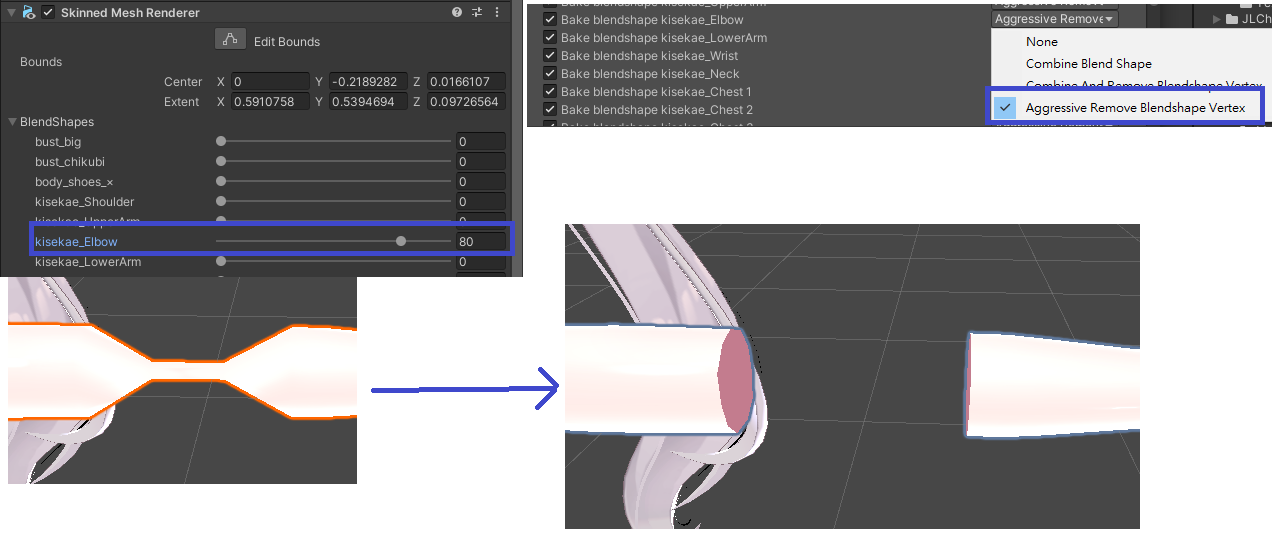 Skinned Mesh Renderer
Edit Bounds
Bounds
Center X 0 Y -0.2189282 Z 0.0166107
Extent X 0.5910758 Y 0.5394694 Z 0.09726564
BlendShapes
bust_big 0
bust_chikubi 0
body_shoes_× 0
kisekae_Shoulder 0
kisekae_UpperArm 0
kisekae_Elbow 80
kisekae_LowerArm 0
Bake blendshape kisekae_UpperArm
Bake blendshape kisekae_Elbow
Bake blendshape kisekae_LowerArm
Bake blendshape kisekae_Wrist
Bake blendshape kisekae_Neck
Bake blendshape kisekae_Chest 1
Bake blendshape kisekae_Chest 2
Aggressive Remove
None
Combine Blend Shape
Combine And Remove Blendshape Vertex
Aggressive Remove Blendshape Vertex
JLCh